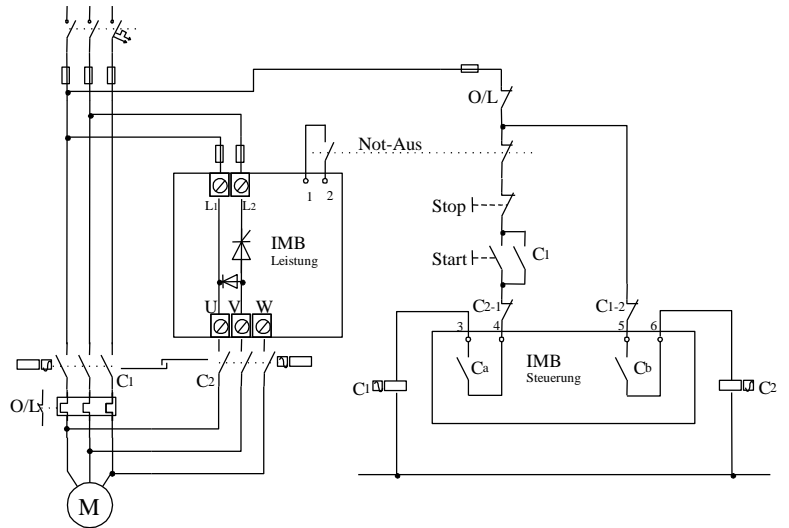 O/L
Not-Aus
1 2
L1 L2
Stop
IMB
Leistung
Start
C1
U V W
C2-1
C1-2
3 4 5 6
IMB
Steuerung
Ca
Cb
C1
C2
C1
C2
O/L
M